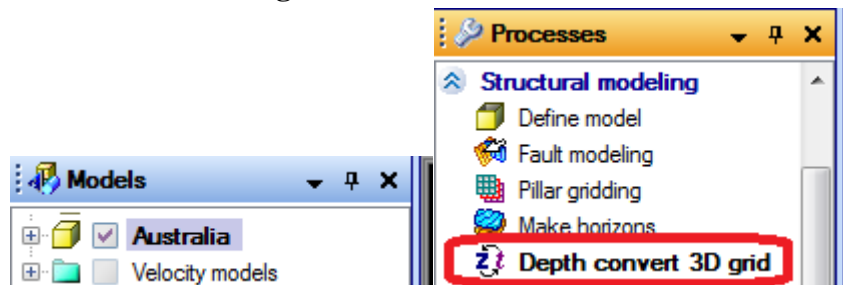 Processes
Structural modeling
Define model
Fault modeling
Pillar gridding
Make horizons
Depth convert 3D grid
Models
Australia
Velocity models